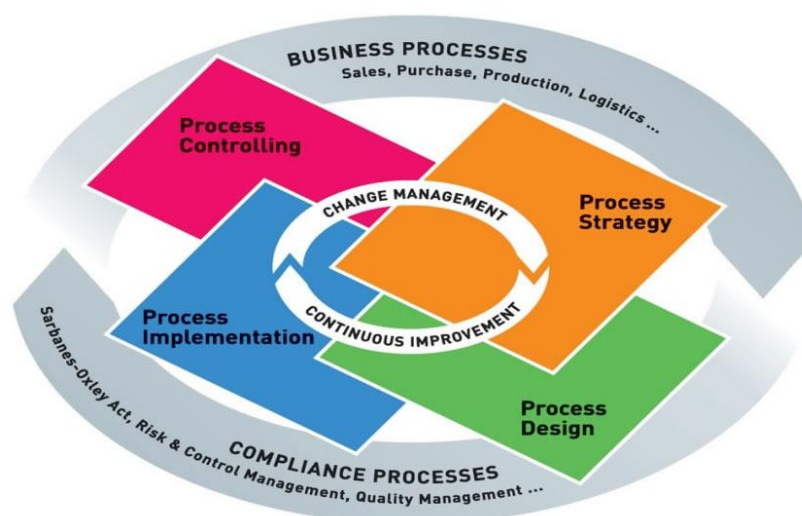 BUSINESS PROCESSES
Sales, Purchase, Production, Logistics ...
Process
Controlling
Process
Strategy
CHANGE MANAGEMENT
CONTINUOUS IMPROVEMENT
Process
Implementation
Process
Design
COMPLIANCE PROCESSES
Sarbanes-Oxley Act, Risk & Control Management, Quality Management ...